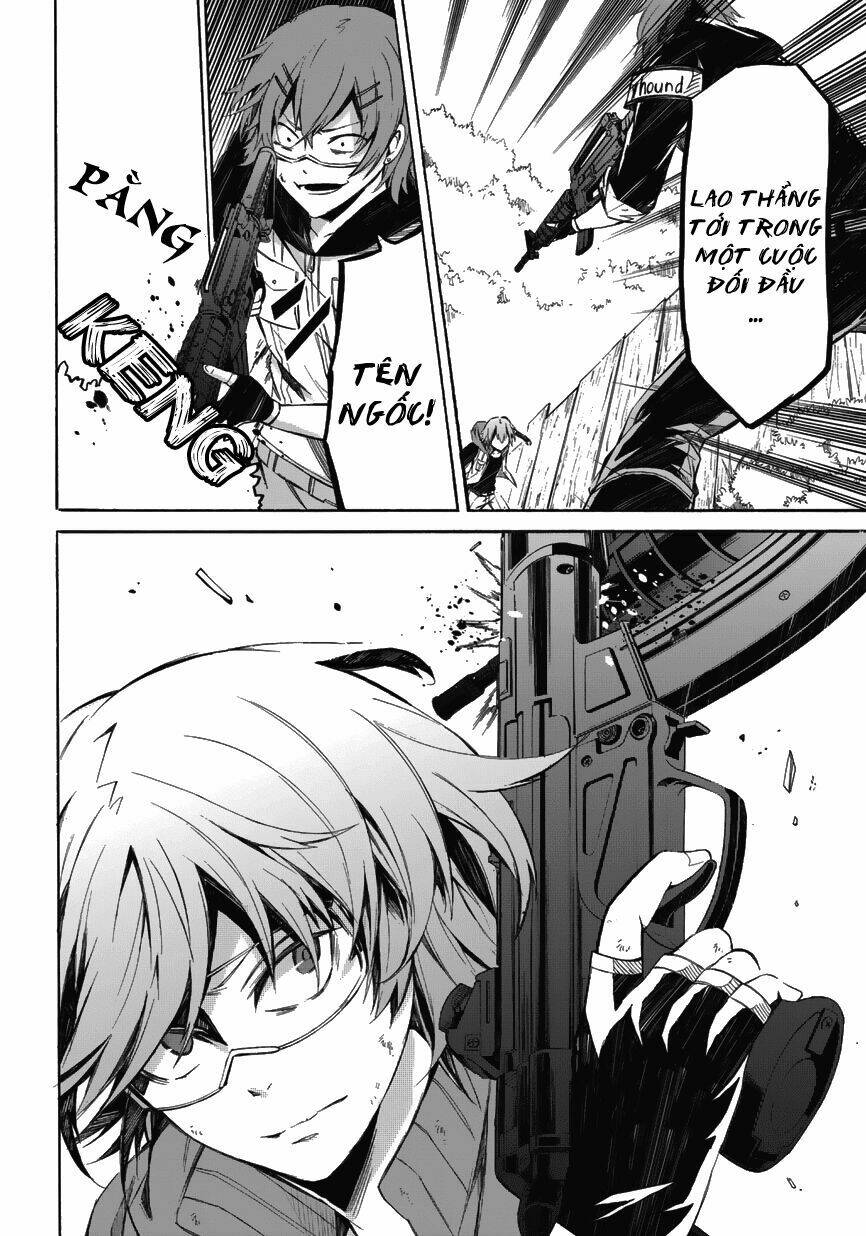 hound
LAO THẲNG
TỚI TRONG
MỘT CUỘC
ĐỐI ĐẦU
...
TÊN
NGỐC!
PẰNG
KENG